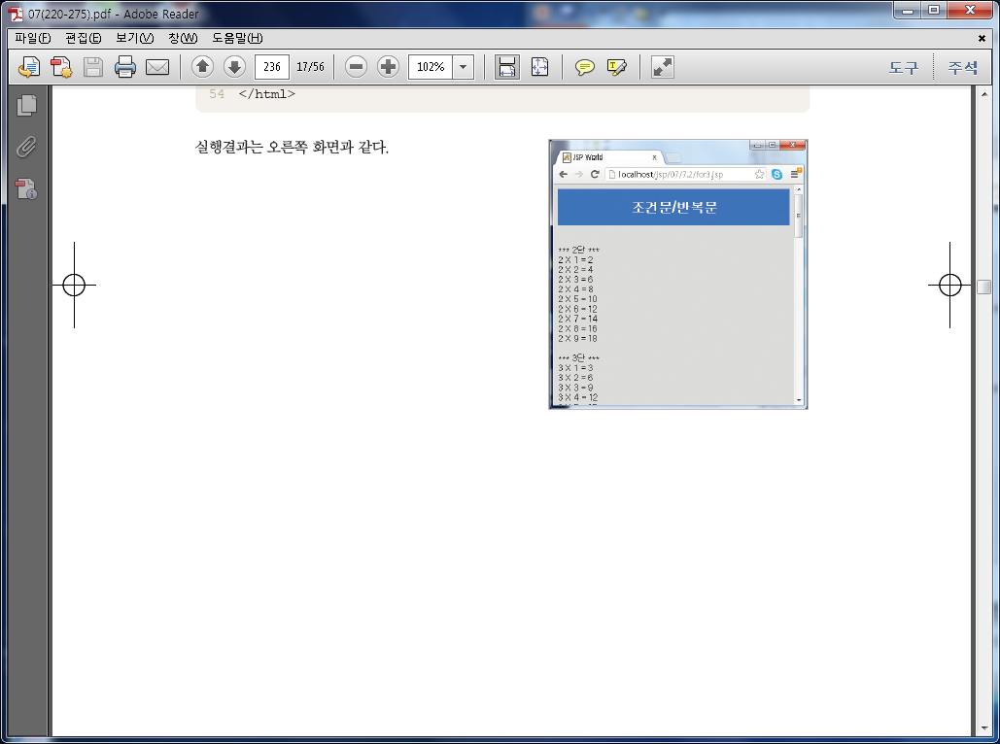 07(220-275).pdf - Adobe Reader
파일(F) 편집(E) 보기(V) 창(W) 도움말(H)
236 17/56 102% 도구 주석
54 </html>
실행결과는 오른쪽 화면과 같다.
JSP World
localhost/jsp/07/7.2/for3.jsp
조건문/반복문
*** 2단 ***
2 X 1 = 2
2 X 2 = 4
2 X 3 = 6
2 X 4 = 8
2 X 5 = 10
2 X 6 = 12
2 X 7 = 14
2 X 8 = 16
2 X 9 = 18
*** 3단 ***
3 X 1 = 3
3 X 2 = 6
3 X 3 = 9
3 X 4 = 12